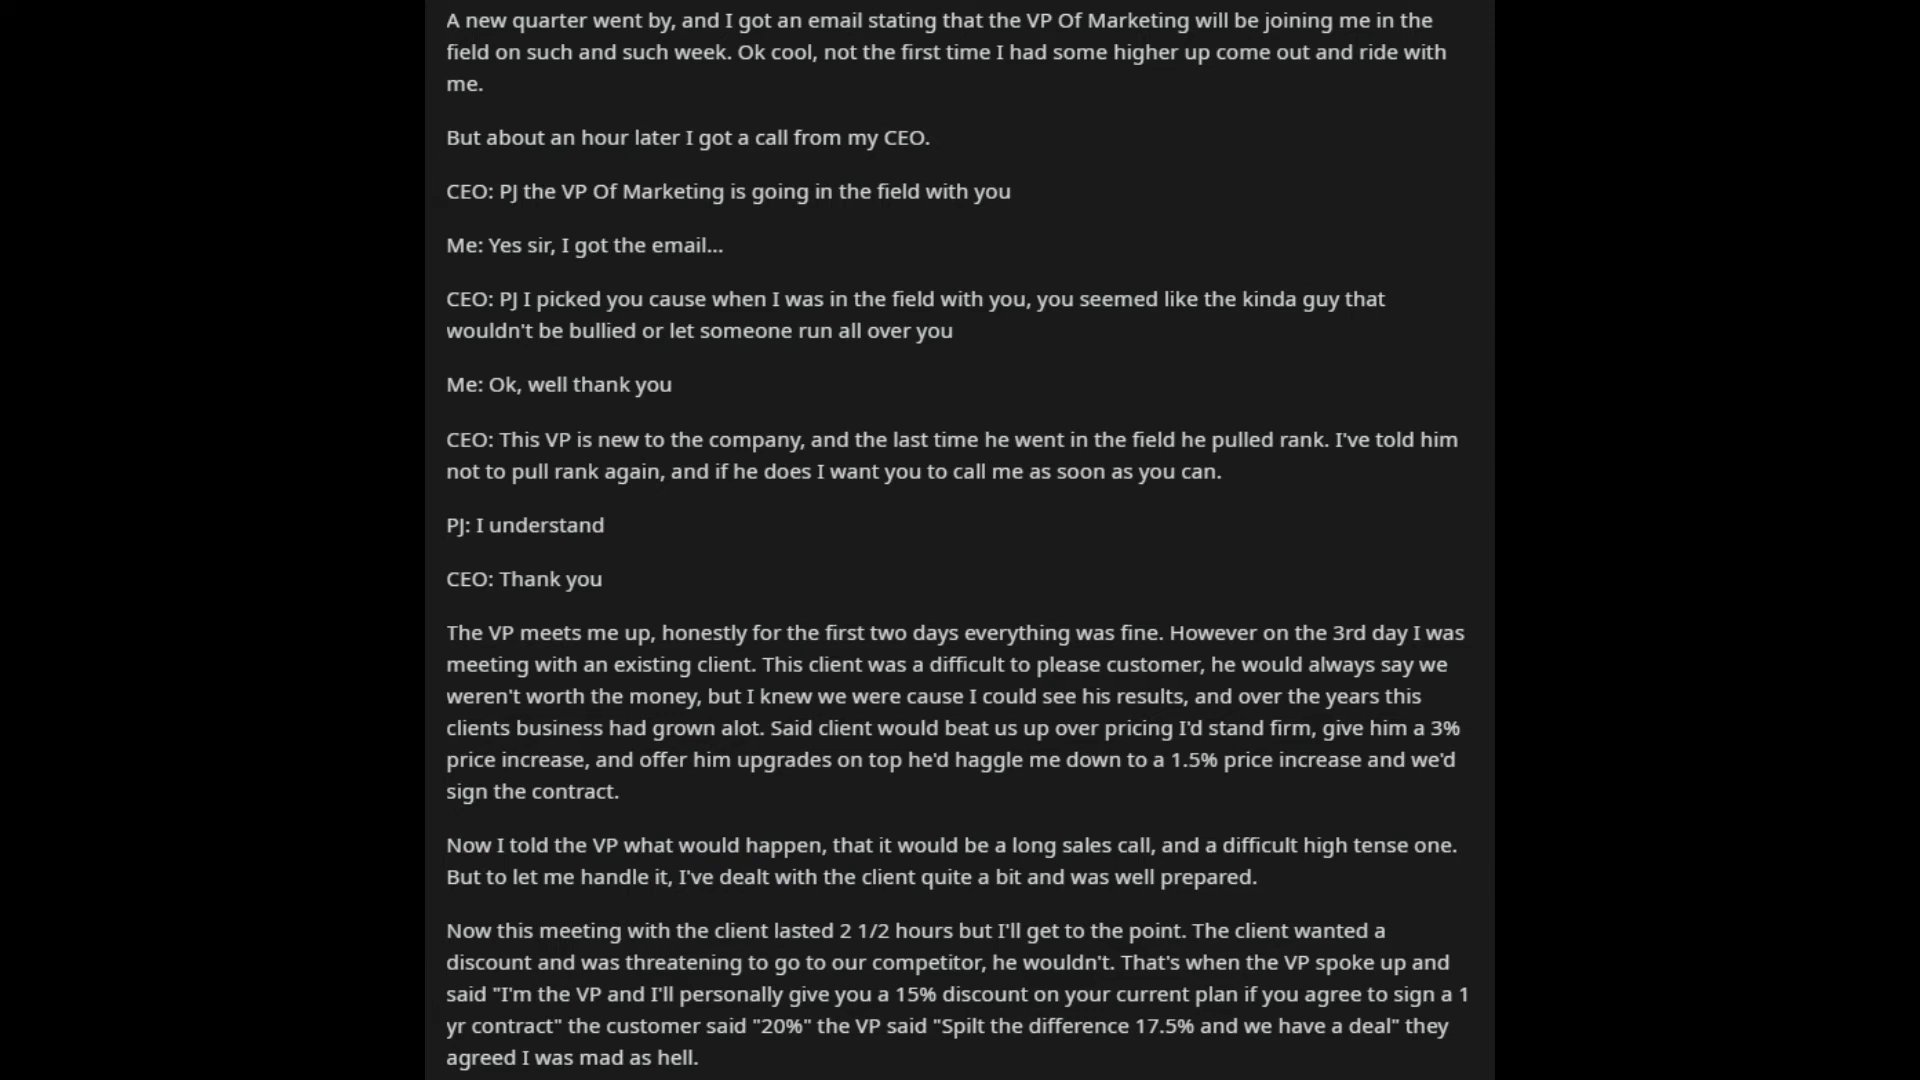 A new quarter went by, and I got an email stating that the VP Of Marketing will be joining me in the
field on such and such week. Ok cool, not the first time I had some higher up come out and ride with
me.
But about an hour later I got a call from my CEO.
CEO: PJ the VP Of Marketing is going in the field with you
Me: Yes sir, I got the email...
CEO: PJ I picked you cause when I was in the field with you, you seemed like the kinda guy that
wouldn't be bullied or let someone run all over you
Me: Ok, well thank you
CEO: This VP is new to the company, and the last time he went in the field he pulled rank. I've told him
not to pull rank again, and if he does I want you to call me as soon as you can.
PJ: I understand
CEO: Thank you
The VP meets me up, honestly for the first two days everything was fine. However on the 3rd day I was
meeting with an existing client. This client was a difficult to please customer, he would always say we
weren't worth the money, but I knew we were cause I could see his results, and over the years this
clients business had grown alot. Said client would beat us up over pricing I'd stand firm, give him a 3%
price increase, and offer him upgrades on top he'd haggle me down to a 1.5% price increase and we'd
sign the contract.
Now I told the VP what would happen, that it would be a long sales call, and a difficult high tense one.
But to let me handle it, I've dealt with the client quite a bit and was well prepared.
Now this meeting with the client lasted 2 1/2 hours but I'll get to the point. The client wanted a
discount and was threatening to go to our competitor, he wouldn't. That's when the VP spoke up and
said "I'm the VP and I'll personally give you a 15% discount on your current plan if you agree to sign a 1
yr contract" the customer said "20%" the VP said "Spilt the difference 17.5% and we have a deal" they
agreed I was mad as hell.